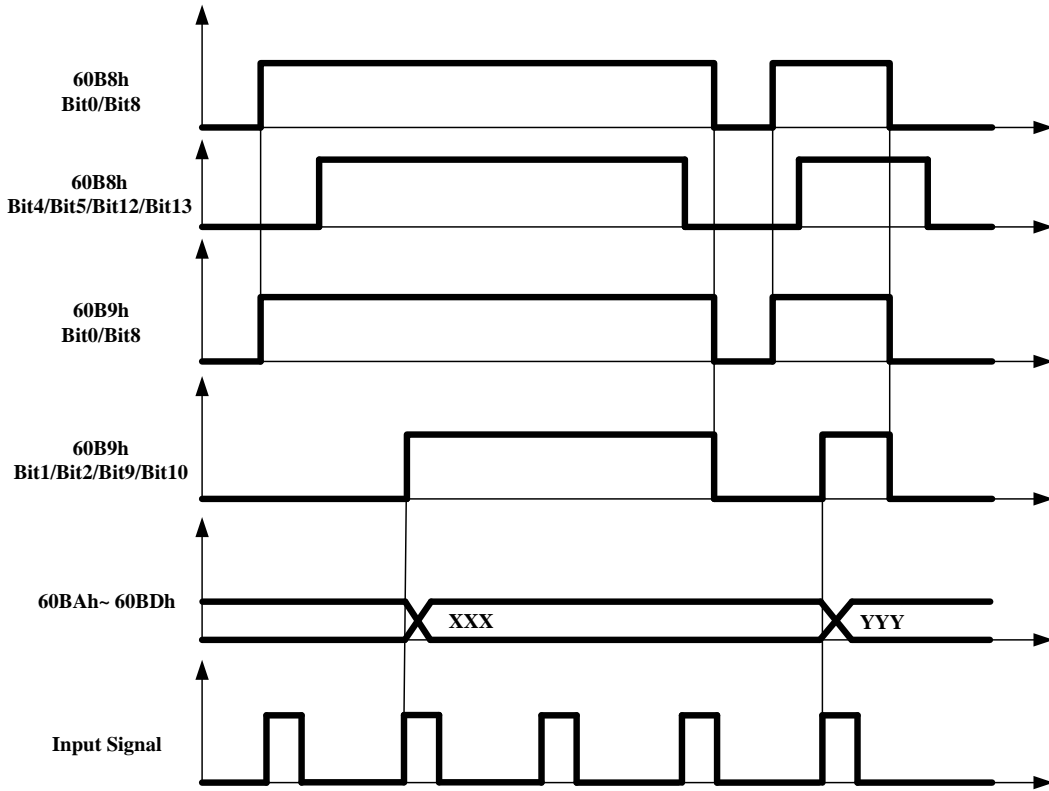 60B8h
Bit0/Bit8
60B8h
Bit4/Bit5/Bit12/Bit13
60B9h
Bit0/Bit8
60B9h
Bit1/Bit2/Bit9/Bit10
60BAh~ 60BDh
XXX
YYY
Input Signal